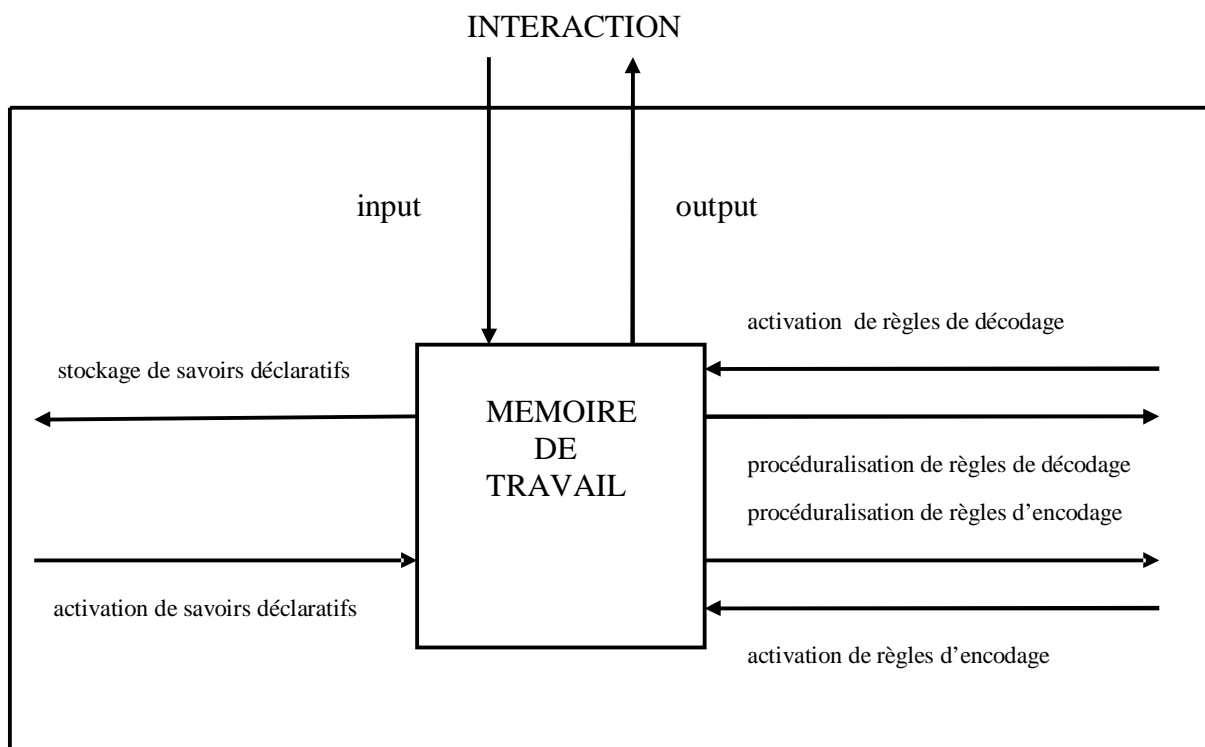 INTERACTION
input
output
activation de règles de décodage
stockage de savoirs déclaratifs
MEMOIRE
DE
TRAVAIL
procéduralisation de règles de décodage
procéduralisation de règles d’encodage
activation de savoirs déclaratifs
activation de règles d’encodage